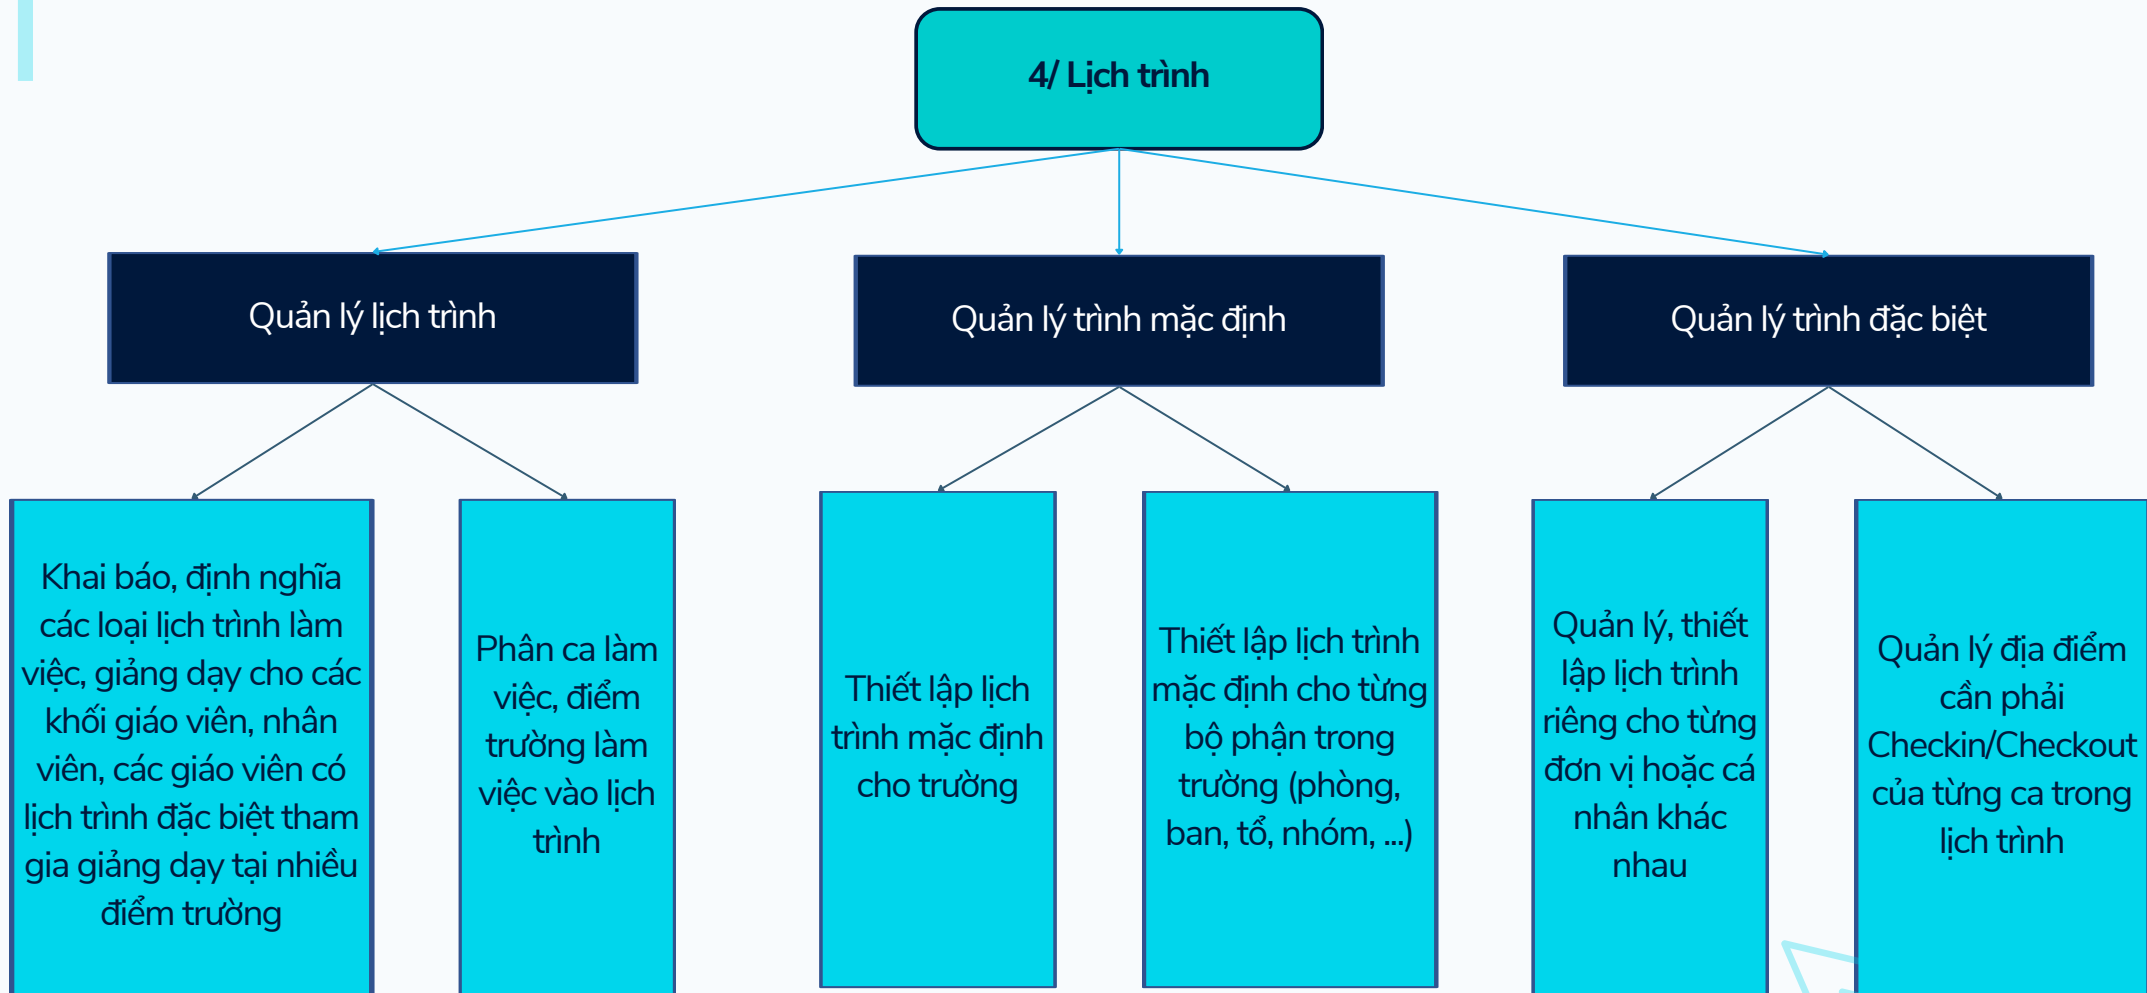 4/ Lịch trình
Quản lý lịch trình
Quản lý trình mặc định
Quản lý trình đặc biệt
Khai báo, định nghĩa
các loại lịch trình làm
việc, giảng dạy cho các
khối giáo viên, nhân
viên, các giáo viên có
lịch trình đặc biệt tham
gia giảng dạy tại nhiều
điểm trường
Phân ca làm
việc, điểm
trường làm
việc vào lịch
trình
Thiết lập lịch
trình mặc định
cho trường
Thiết lập lịch trình
mặc định cho từng
bộ phận trong
trường (phòng,
ban, tổ, nhóm, ...)
Quản lý, thiết
lập lịch trình
riêng cho từng
đơn vị hoặc cá
nhân khác
nhau
Quản lý địa điểm
cần phải
Checkin/Checkout
của từng ca trong
lịch trình